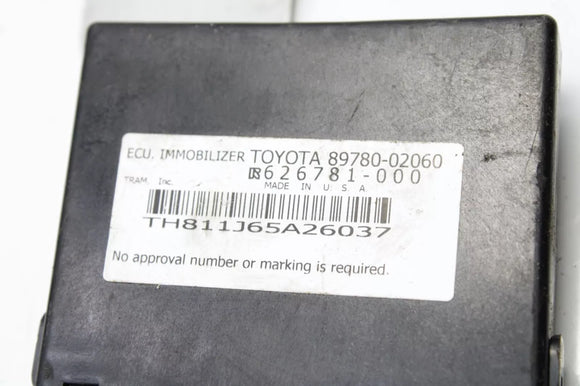 ECU. IMMOBILIZER TOYOTA 89780-02060
626781-000
TRAM. Inc. MADE IN U. S. A.
TH811J65A26037
No approval number or marking is required.